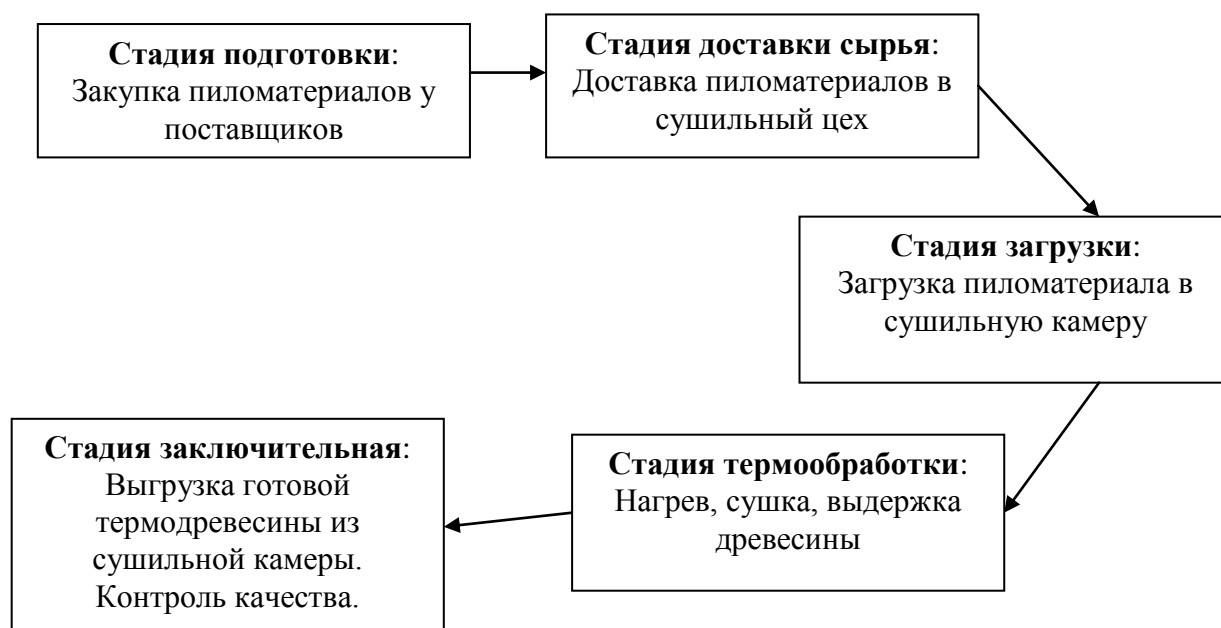 Стадия подготовки:
Закупка пиломатериалов у
поставщиков
Стадия доставки сырья:
Доставка пиломатериалов в
сушильный цех
Стадия загрузки:
Загрузка пиломатериала в
сушильную камеру
Стадия термообработки:
Нагрев, сушка, выдержка
древесины
Стадия заключительная:
Выгрузка готовой
термодревесины из
сушильной камеры.
Контроль качества.